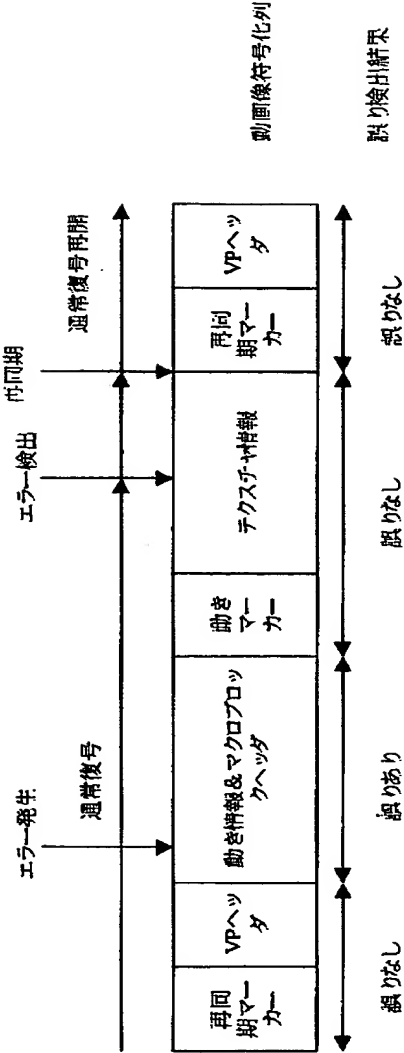 再同期
エラー検出
エラー発生
通常復号
通常復号再開
再同
期マー
カー
VPヘッ
ダ
動き情報&マクロブロッ
クヘッダ
動き
マー
カー
テクスチャ情報
再同
期マー
カー
VPヘッ
ダ
動画像符号化列
誤りなし
誤りあり
誤りなし
誤りなし
誤り検出結果